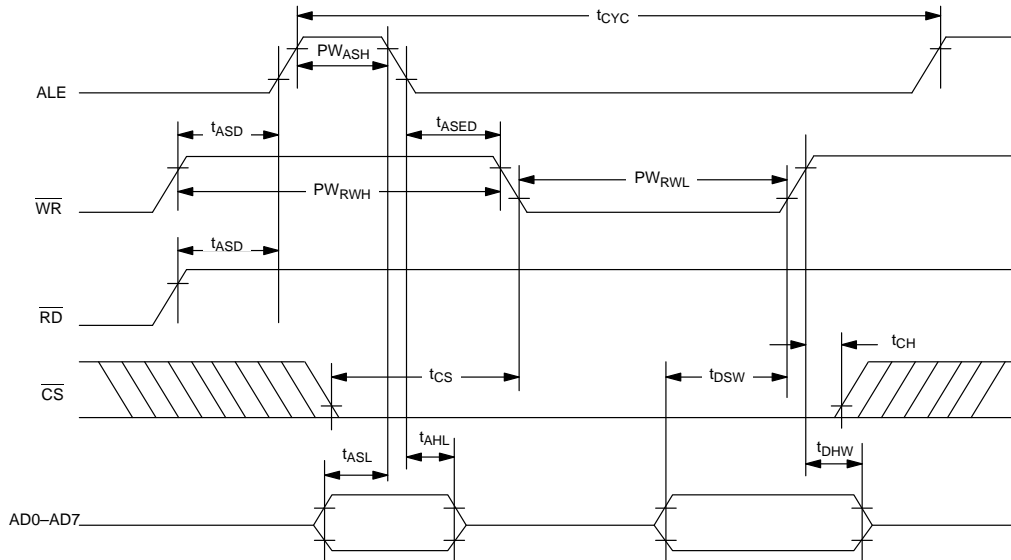 tCYC
PWASH
ALE
tASD
tASED
WR
PWRWH
PWRWL
tASD
RD
tCH
CS
tCS
tDSW
tASL
tAHL
tDHW
AD0–AD7